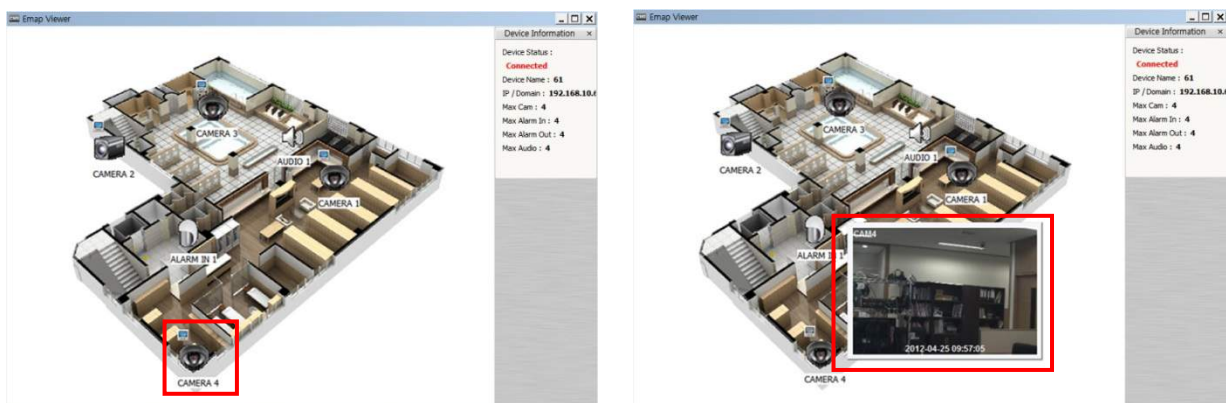 Emap Viewer
Device Information
Device Status :
Connected
Device Name : 61
IP / Domain : 192.168.10.6
Max Cam : 4
Max Alarm In : 4
Max Alarm Out : 4
Max Audio : 4
CAMERA 3
AUDIO 1
CAMERA 2
CAMERA 1
ALARM IN 1
CAMERA 4
Emap Viewer
Device Information
Device Status :
Connected
Device Name : 61
IP / Domain : 192.168.10.
Max Cam : 4
Max Alarm In : 4
Max Alarm Out : 4
Max Audio : 4
CAMERA 3
AUDIO 1
CAMERA 2
CAMERA 1
CAM4
ALARM IN 1
2012-04-25 09:57:05
CAMERA 4